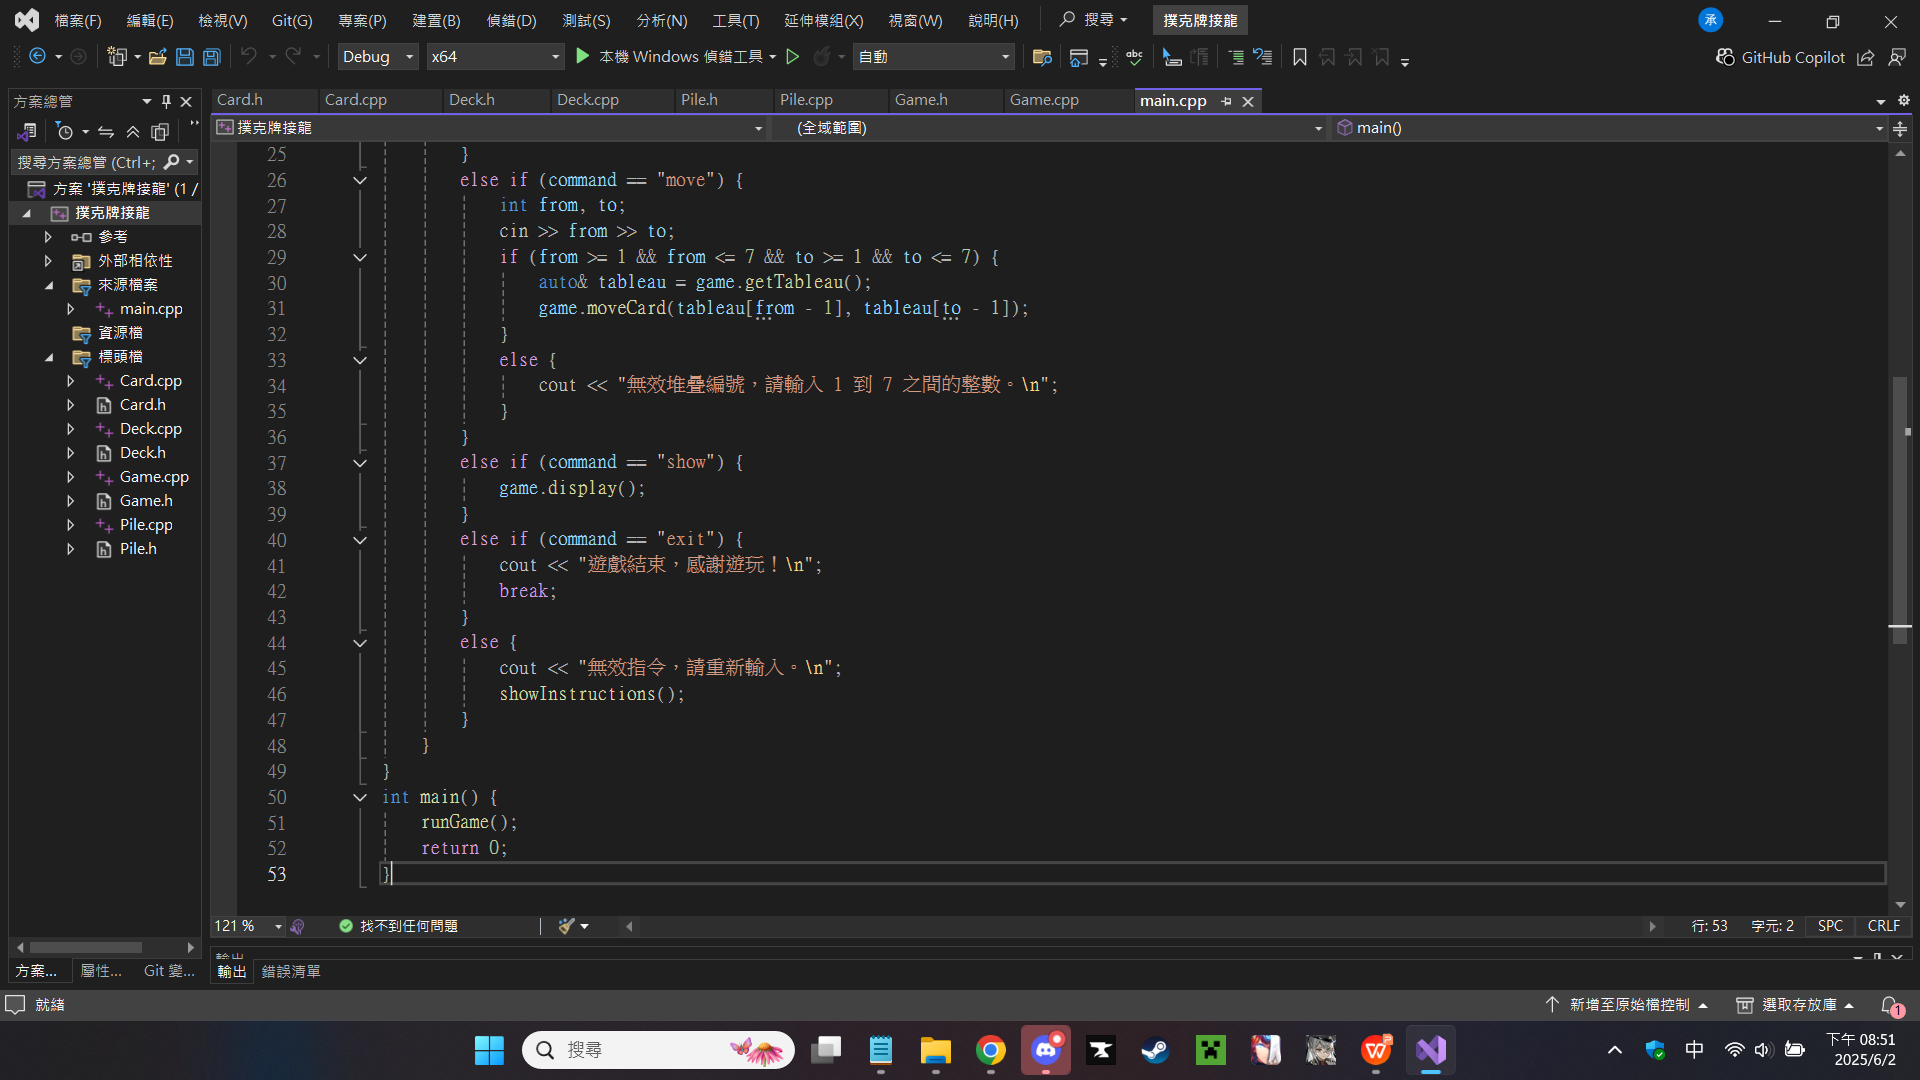 檔案(F) 編輯(E) 檢視(V) Git(G) 專案(P) 建置(B) 偵錯(D) 測試(S) 分析(N) 工具(T) 延伸模組(X) 視窗(W) 說明(H) 搜尋 撲克牌接龍 承
Debug x64 本機 Windows 偵錯工具 自動 abc GitHub Copilot
方案總管
搜尋方案總管 (Ctrl+;
方案 '撲克牌接龍' (1 /
撲克牌接龍
參考
外部相依性
來源檔案
main.cpp
資源檔
標頭檔
Card.cpp
Card.h
Deck.cpp
Deck.h
Game.cpp
Game.h
Pile.cpp
Pile.h
方案... 屬性... Git 變...
Card.h Card.cpp Deck.h Deck.cpp Pile.h Pile.cpp Game.h Game.cpp main.cpp
撲克牌接龍 (全域範圍) main()
25 }
26 else if (command == "move") {
27 int from, to;
28 cin >> from >> to;
29 if (from >= 1 && from <= 7 && to >= 1 && to <= 7) {
30 auto& tableau = game.getTableau();
31 game.moveCard(tableau[from - 1], tableau[to - 1]);
32 }
33 else {
34 cout << "無效堆疊編號，請輸入 1 到 7 之間的整數。\n";
35 }
36 }
37 else if (command == "show") {
38 game.display();
39 }
40 else if (command == "exit") {
41 cout << "遊戲結束，感謝遊玩！\n";
42 break;
43 }
44 else {
45 cout << "無效指令，請重新輸入。\n";
46 showInstructions();
47 }
48 }
49 }
50 int main() {
51 runGame();
52 return 0;
53 }
121 % 找不到任何問題 行: 53 字元: 2 SPC CRLF
輸出
輸出 錯誤清單
就緒 新增至原始檔控制 選取存放庫 1
搜尋 中 下午 08:51
2025/6/2